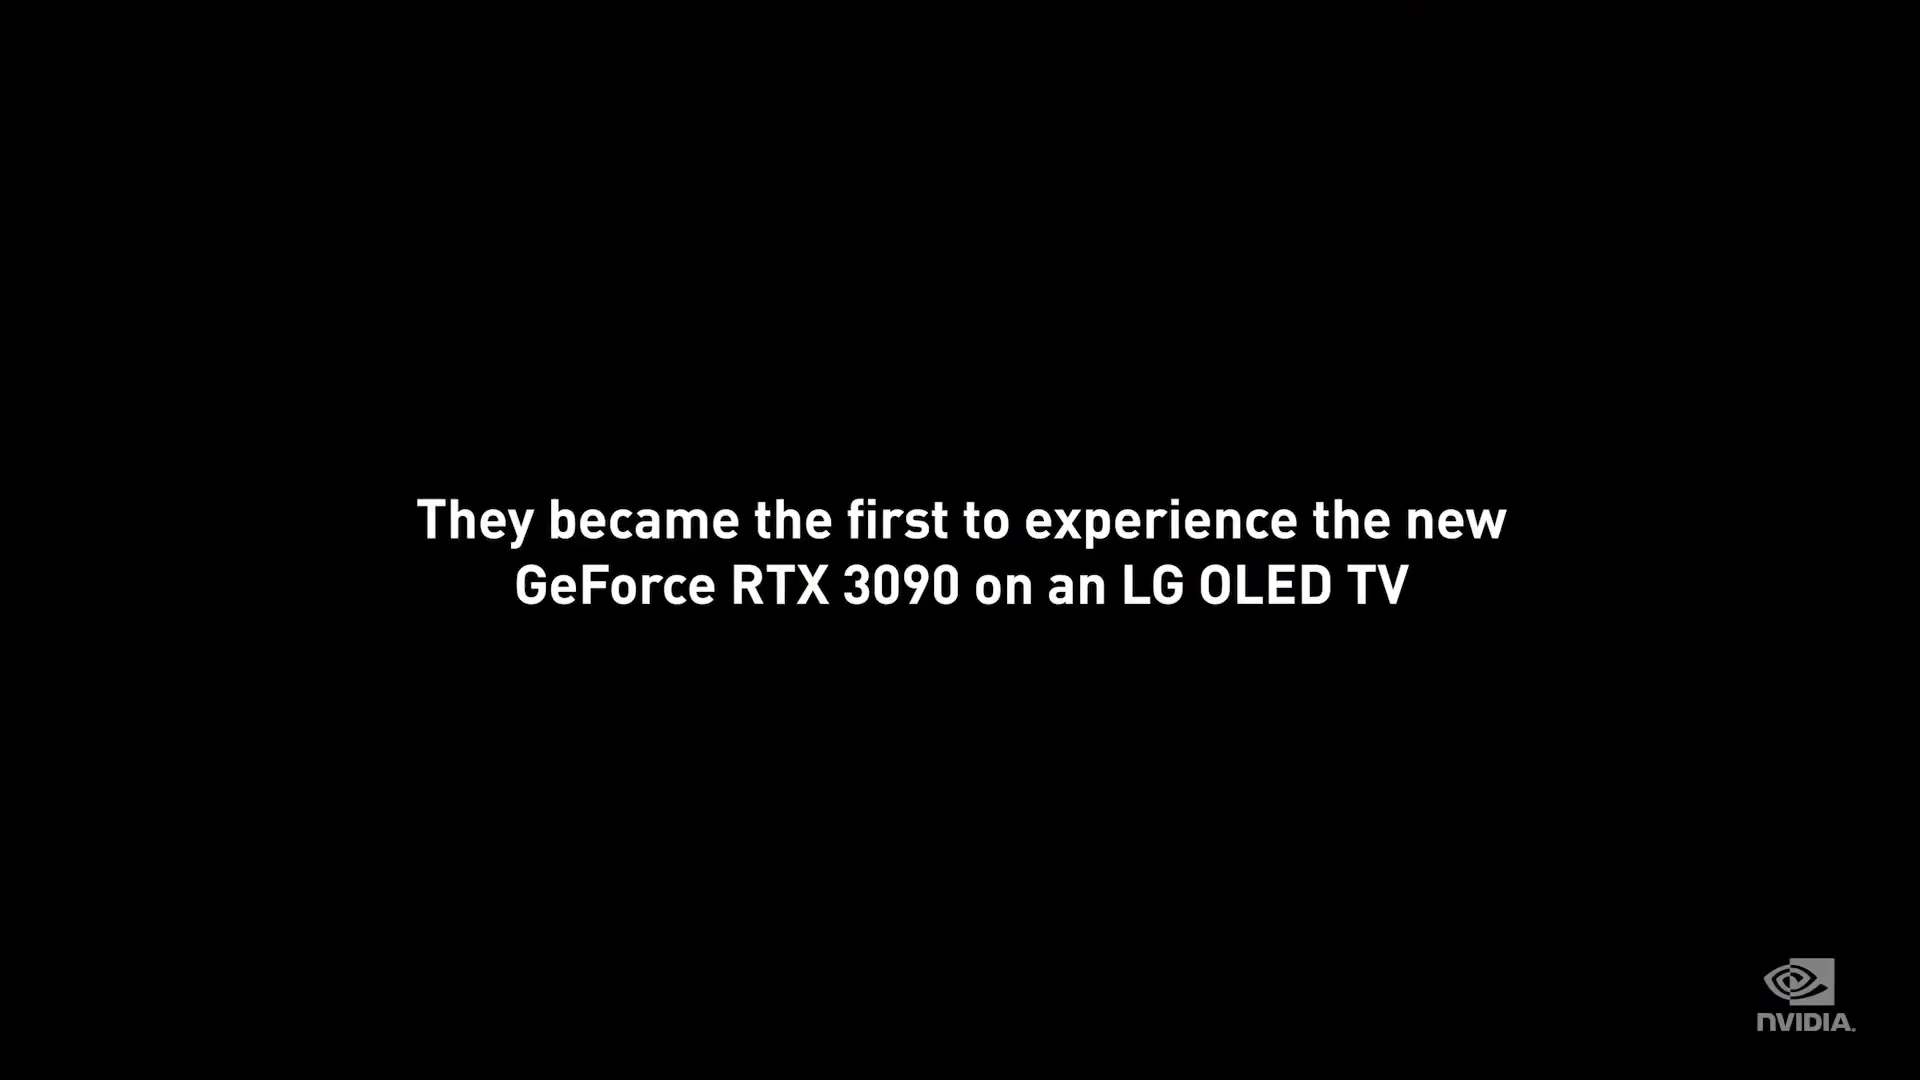 They became the first to experience the new
GeForce RTX 3090 on an LG OLED TV
NVIDIA.